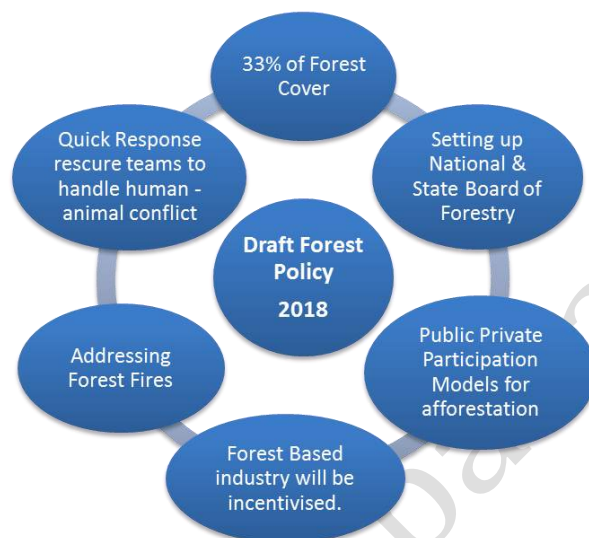 33% of Forest
Cover
Setting up
National &
State Board of
Forestry
Public Private
Participation
Models for
afforestation
Forest Based
industry will be
incentivised.
Addressing
Forest Fires
Quick Response
rescure teams to
handle human -
animal conflict
Draft Forest
Policy
2018